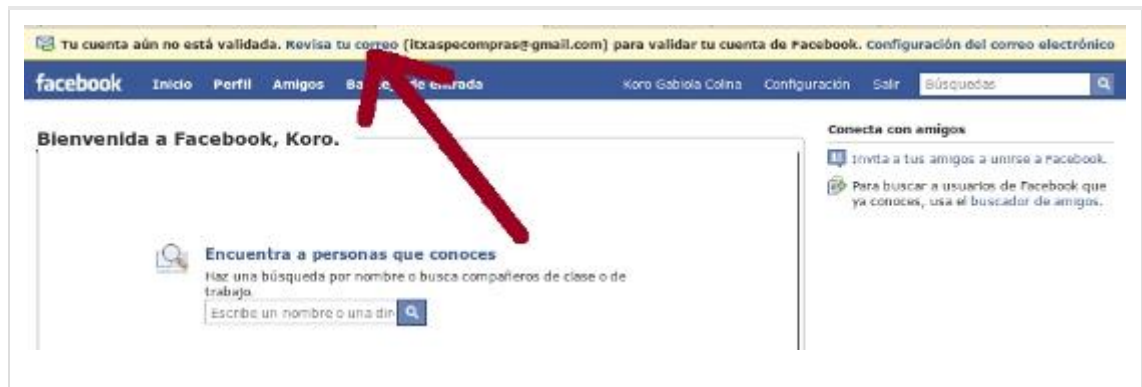 Tu cuenta aún no está validada. Revisa tu correo (itxaspecompras@gmail.com) para validar tu cuenta de Facebook. Configuración del correo electrónico
facebook Inicio Perfil Amigos de entrada Koro Gabiola Colina Configuración Salir Búsquedas
Bienvenida a Facebook, Koro.
Conecta con amigos
Invita a tus amigos a unirse a Facebook.
Para buscar a usuarios de Facebook que
ya conoces, usa el buscador de amigos.
Encuentra a personas que conoces
Haz una búsqueda por nombre o busca compañeros de clase o de
trabajo.
Escribe un nombre o una dir